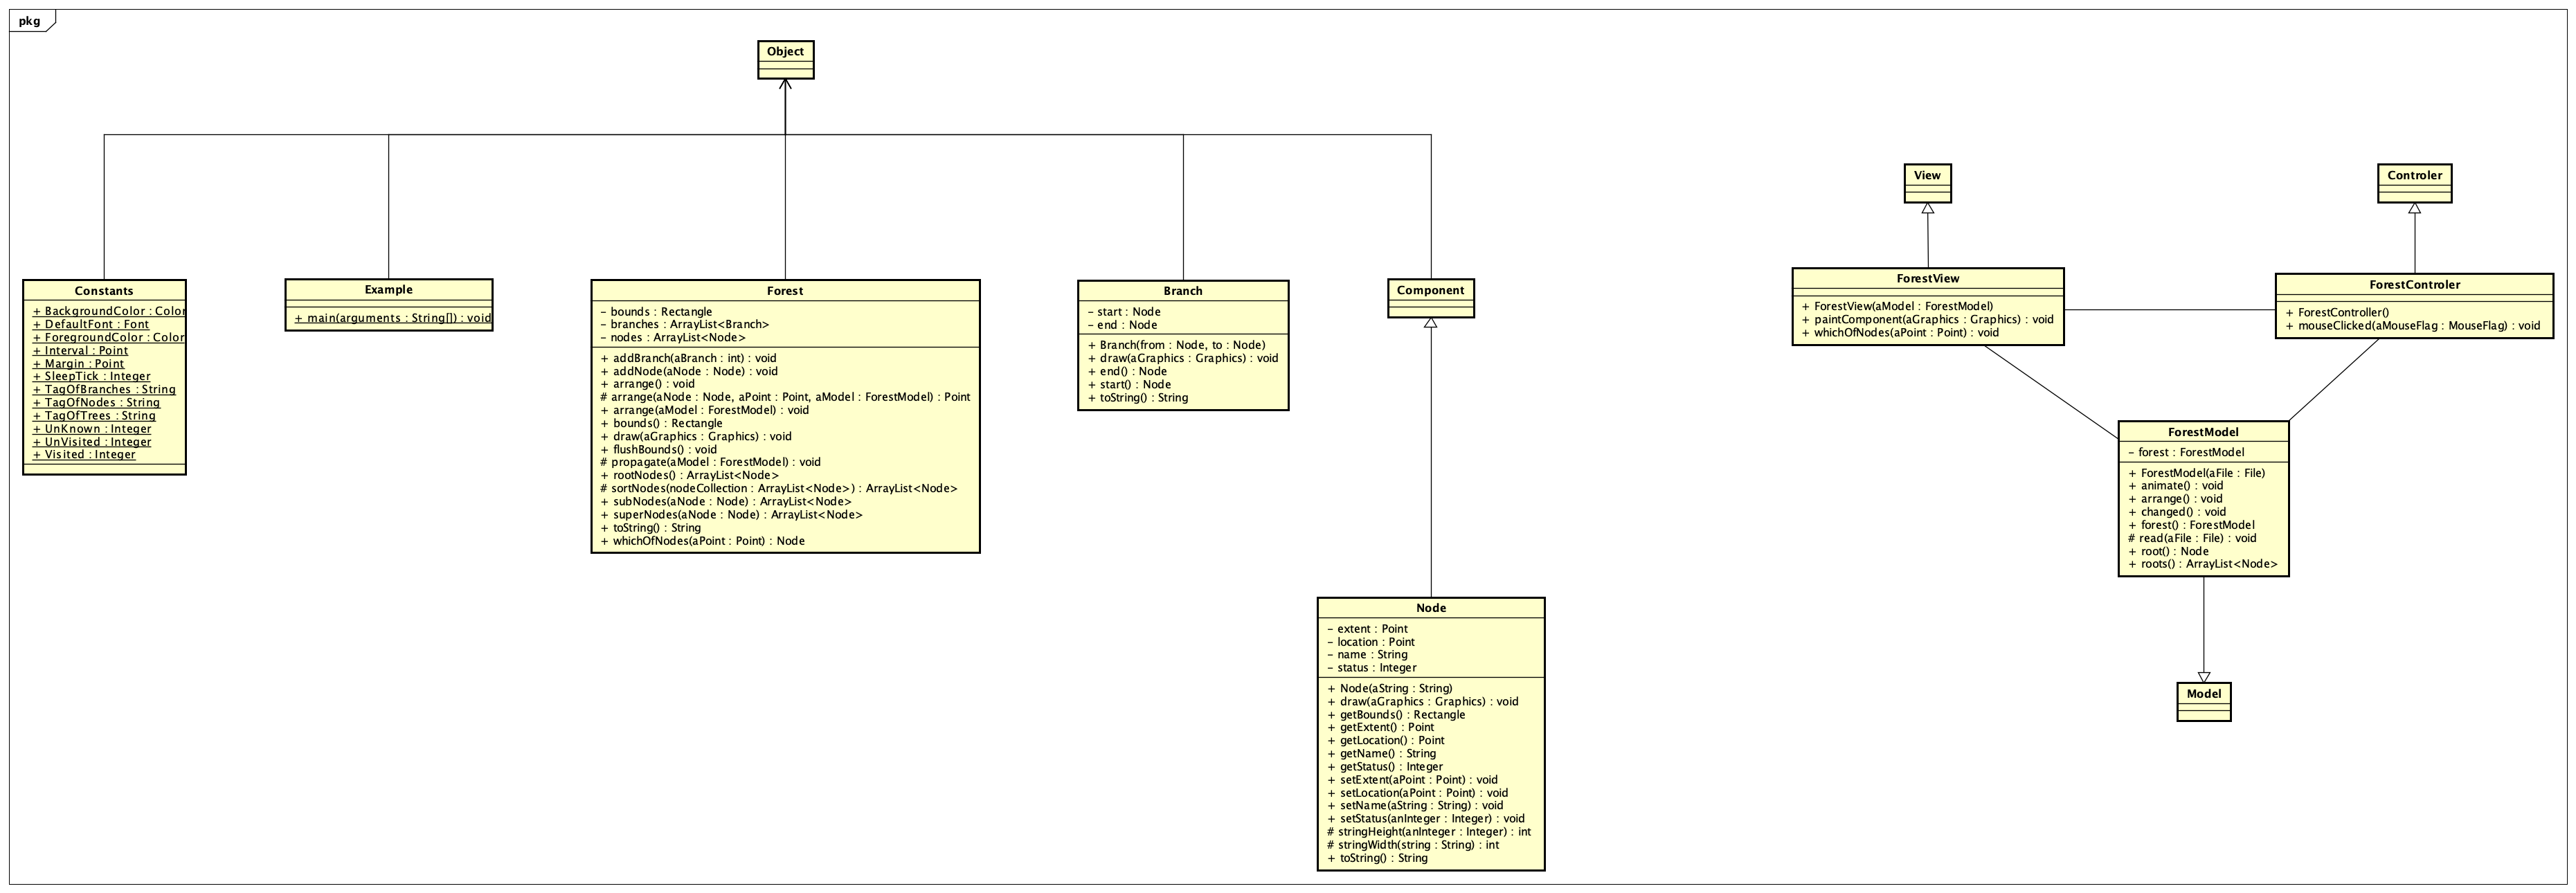 pkg
Object
Constants
+ BackgroundColor : Color
+ DefaultFont : Font
+ ForegroundColor : Color
+ Interval : Point
+ Margin : Point
+ SleepTick : Integer
+ TagOfBranches : String
+ TagOfNodes : String
+ TagOfTrees : String
+ UnKnown : Integer
+ UnVisited : Integer
+ Visited : Integer
Example
+ main(arguments : String[]) : void
Forest
- bounds : Rectangle
- branches : ArrayList<Branch>
- nodes : ArrayList<Node>
+ addBranch(aBranch : int) : void
+ addNode(aNode : Node) : void
+ arrange() : void
# arrange(aNode : Node, aPoint : Point, aModel : ForestModel) : Point
+ arrange(aModel : ForestModel) : void
+ bounds() : Rectangle
+ draw(aGraphics : Graphics) : void
+ flushBounds() : void
# propagate(aModel : ForestModel) : void
+ rootNodes() : ArrayList<Node>
# sortNodes(nodeCollection : ArrayList<Node>) : ArrayList<Node>
+ subNodes(aNode : Node) : ArrayList<Node>
+ superNodes(aNode : Node) : ArrayList<Node>
+ toString() : String
+ whichOfNodes(aPoint : Point) : Node
Branch
- start : Node
- end : Node
+ Branch(from : Node, to : Node)
+ draw(aGraphics : Graphics) : void
+ end() : Node
+ start() : Node
+ toString() : String
Component
Node
- extent : Point
- location : Point
- name : String
- status : Integer
+ Node(aString : String)
+ draw(aGraphics : Graphics) : void
+ getBounds() : Rectangle
+ getExtent() : Point
+ getLocation() : Point
+ getName() : String
+ getStatus() : Integer
+ setExtent(aPoint : Point) : void
+ setLocation(aPoint : Point) : void
+ setName(aString : String) : void
+ setStatus(anInteger : Integer) : void
# stringHeight(anInteger : Integer) : int
# stringWidth(string : String) : int
+ toString() : String
View
ForestView
+ ForestView(aModel : ForestModel)
+ paintComponent(aGraphics : Graphics) : void
+ whichOfNodes(aPoint : Point) : void
Controler
ForestControler
+ ForestController()
+ mouseClicked(aMouseFlag : MouseFlag) : void
ForestModel
- forest : ForestModel
+ ForestModel(aFile : File)
+ animate() : void
+ arrange() : void
+ changed() : void
+ forest() : ForestModel
# read(aFile : File) : void
+ root() : Node
+ roots() : ArrayList<Node>
Model